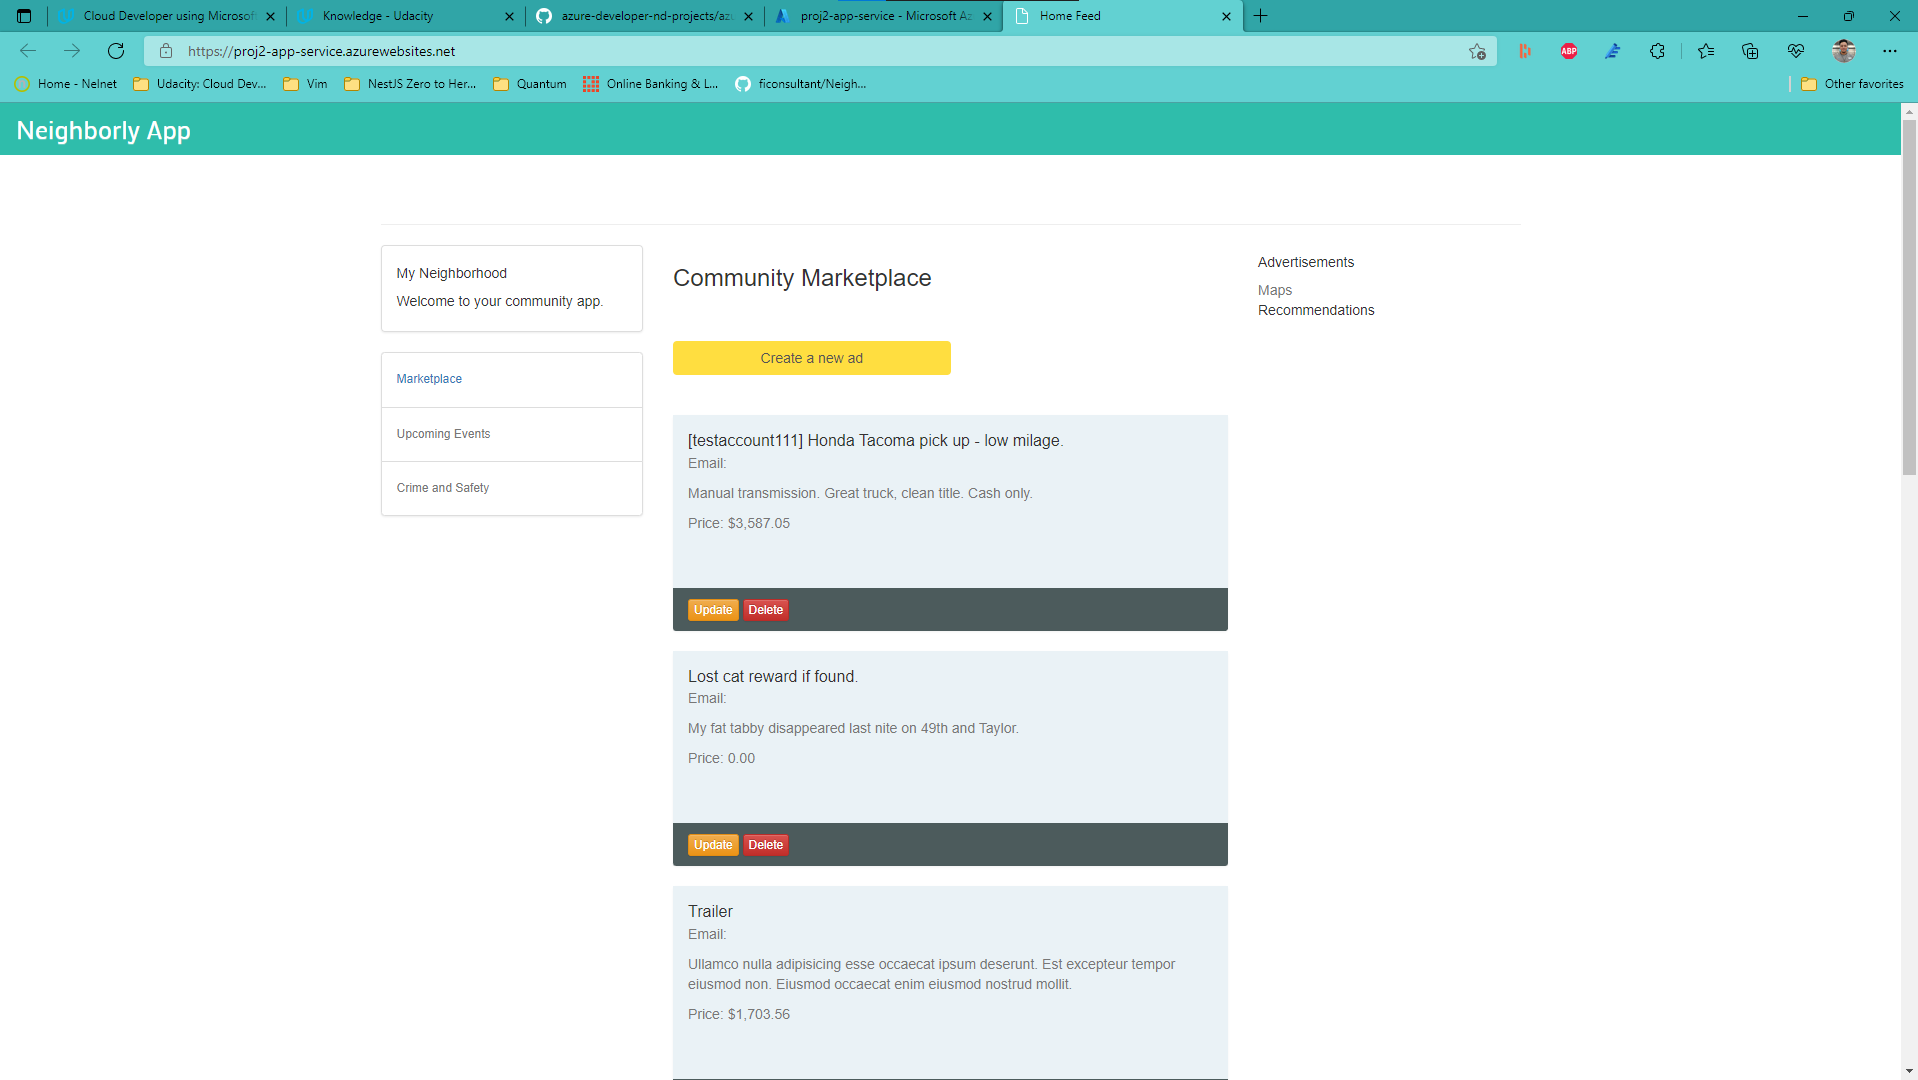 Cloud Developer using Microsoft
Knowledge - Udacity
azure-developer-nd-projects/az
proj2-app-service - Microsoft Az
Home Feed
https://proj2-app-service.azurewebsites.net
ABP
Home - Nelnet
Udacity: Cloud Dev...
Vim
NestJS Zero to Her...
Quantum
Online Banking & L...
ficonsultant/Neigh...
Other favorites
Neighborly App
My Neighborhood
Welcome to your community app.
Marketplace
Upcoming Events
Crime and Safety
Community Marketplace
Create a new ad
[testaccount111] Honda Tacoma pick up - low milage.
Email:
Manual transmission. Great truck, clean title. Cash only.
Price: $3,587.05
Update Delete
Lost cat reward if found.
Email:
My fat tabby disappeared last nite on 49th and Taylor.
Price: 0.00
Update Delete
Trailer
Email:
Ullamco nulla adipisicing esse occaecat ipsum deserunt. Est excepteur tempor
eiusmod non. Eiusmod occaecat enim eiusmod nostrud mollit.
Price: $1,703.56
Advertisements
Maps
Recommendations